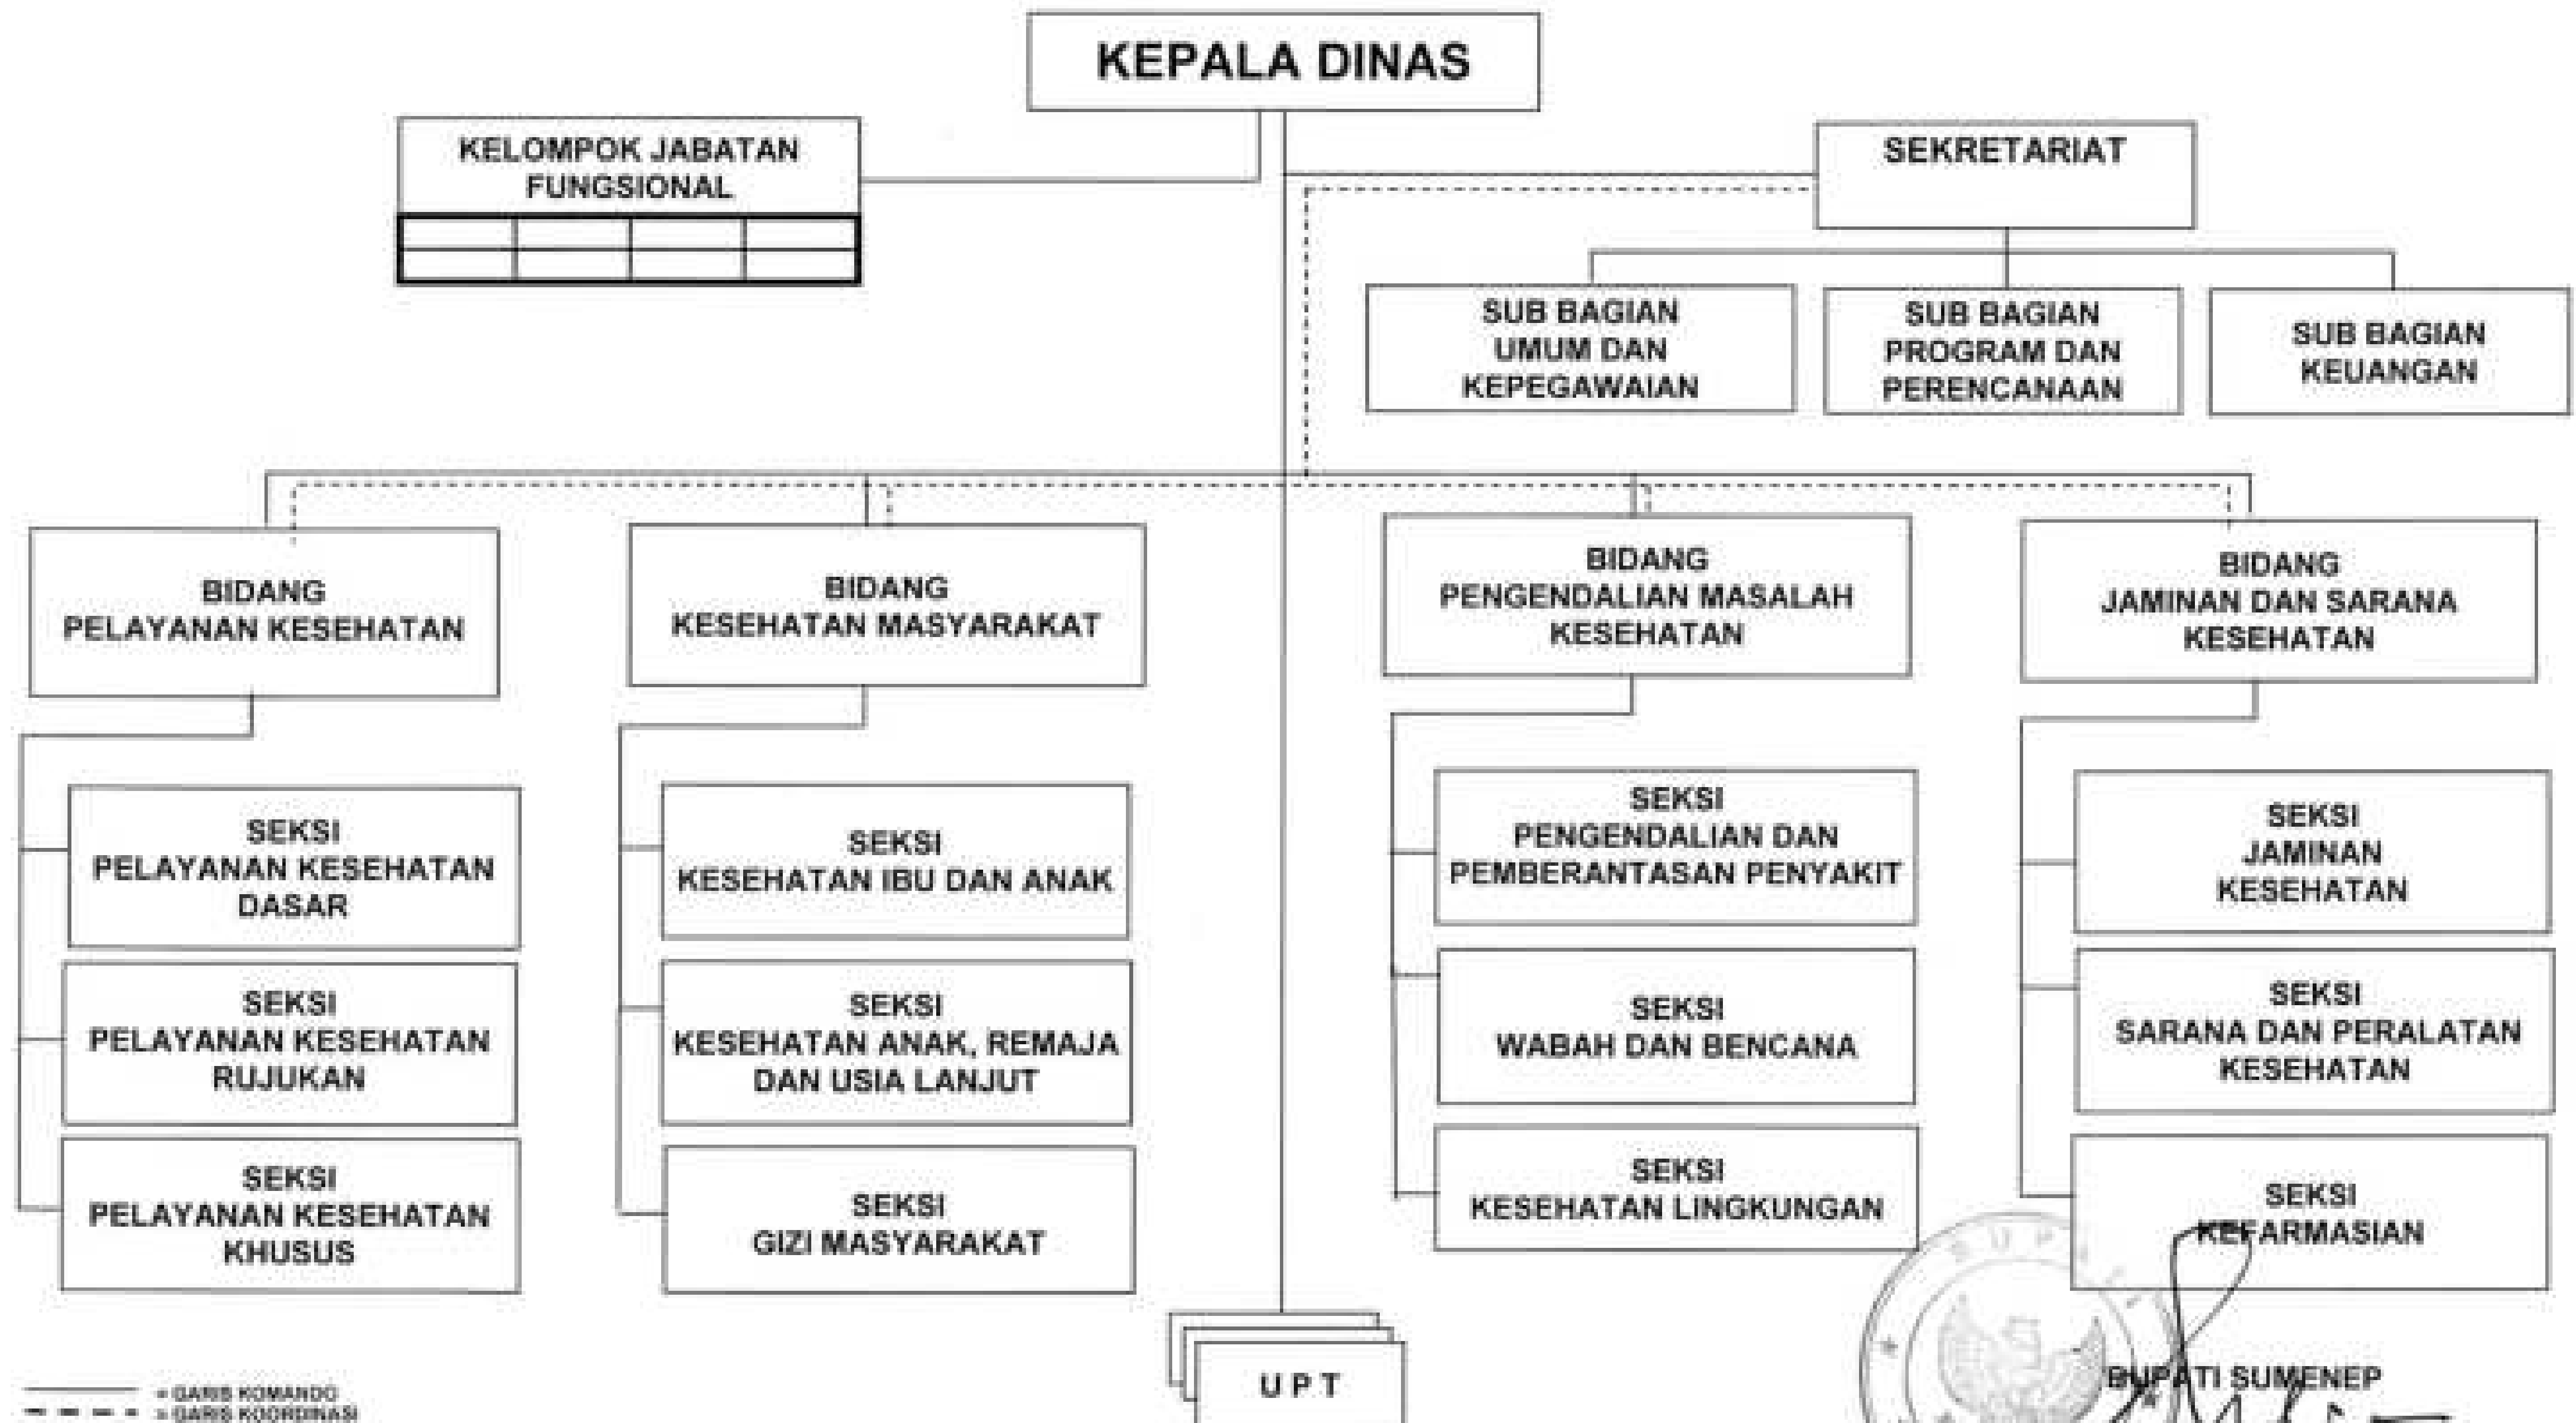 KEPALA DINAS
KELOMPOK JABATAN
FUNGSIONAL
SEKRETARIAT
SUB BAGIAN
UMUM DAN
KEPEGAWAIAN
SUB BAGIAN
PROGRAM DAN
PERENCANAAN
SUB BAGIAN
KEUANGAN
BIDANG
PELAYANAN KESEHATAN
BIDANG
KESEHATAN MASYARAKAT
BIDANG
PENGENDALIAN MASALAH
KESEHATAN
BIDANG
JAMINAN DAN SARANA
KESEHATAN
SEKSI
PELAYANAN KESEHATAN
DASAR
SEKSI
PELAYANAN KESEHATAN
RUJUKAN
SEKSI
PELAYANAN KESEHATAN
KHUSUS
SEKSI
KESEHATAN IBU DAN ANAK
SEKSI
KESEHATAN ANAK, REMAJA
DAN USIA LANJUT
SEKSI
GIZI MASYARAKAT
SEKSI
PENGENDALIAN DAN
PEMBERANTASAN PENYAKIT
SEKSI
WABAH DAN BENCANA
SEKSI
KESEHATAN LINGKUNGAN
SEKSI
JAMINAN
KESEHATAN
SEKSI
SARANA DAN PERALATAN
KESEHATAN
SEKSI
KEFARMASIAN
U P T
= GARIS KOMANDO
= GARIS KOORDINASI
BUPATI SUMENEP